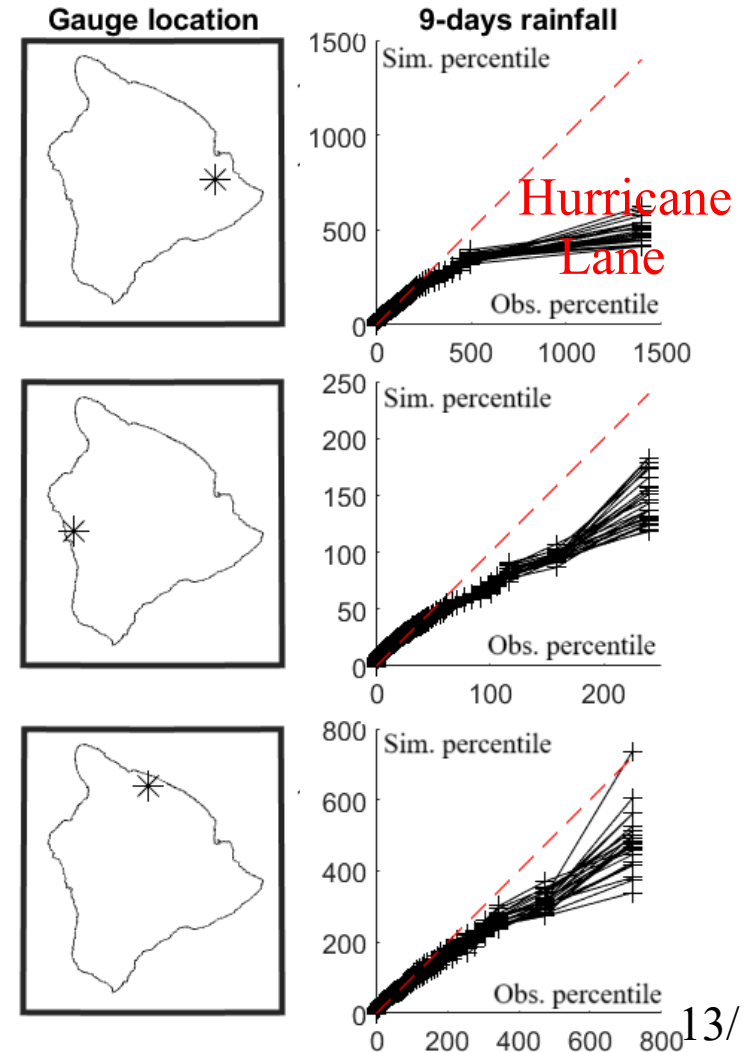 Gauge location
9-days rainfall
1500
Sim. percentile
1000
Hurricane
500
Lane
Obs. percentile
0
0 500 1000 1500
250
Sim. percentile
200
150
100
50
Obs. percentile
0
0 100 200
800
Sim. percentile
600
400
200
Obs. percentile
0
0 200 400 600 800
13/